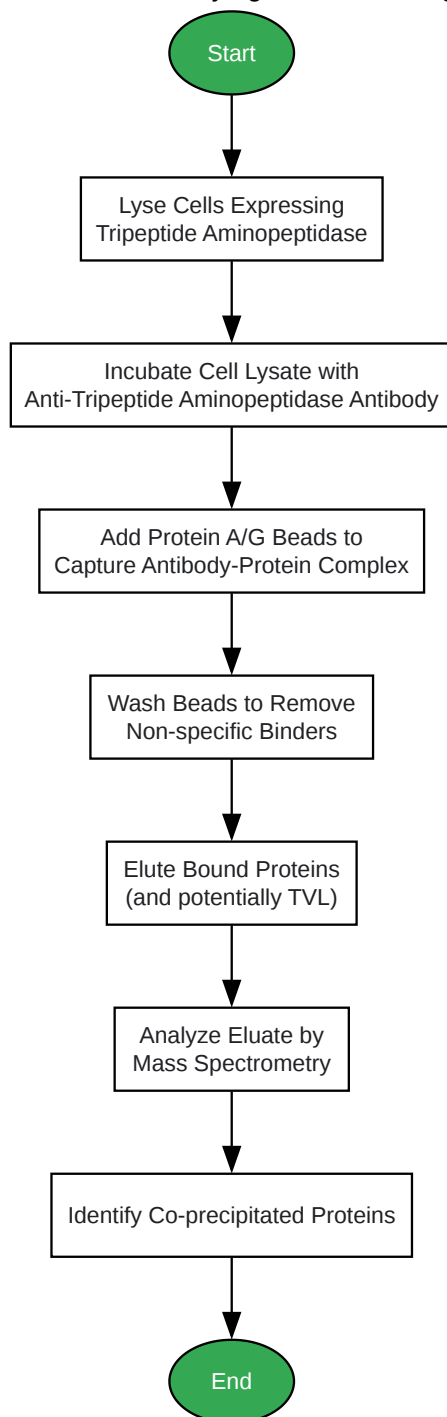 Start
Lyse Cells Expressing
Tripeptide Aminopeptidase
Incubate Cell Lysate with
Anti-Tripeptide Aminopeptidase Antibody
Add Protein A/G Beads to
Capture Antibody-Protein Complex
Wash Beads to Remove
Non-specific Binders
Elute Bound Proteins
(and potentially TVL)
Analyze Eluate by
Mass Spectrometry
Identify Co-precipitated Proteins
End